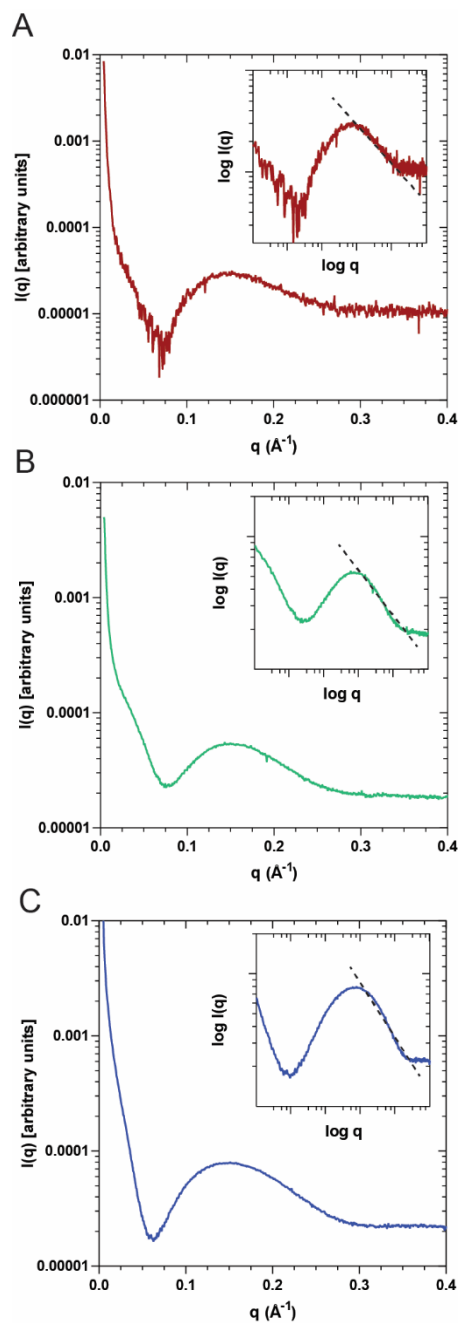 A
0.01
0.001
0.0001
0.00001
0.000001
I(q) [arbitrary units]
log I(q)
log q
0.0 0.1 0.2 0.3 0.4
q (Å⁻¹)
B
0.01
0.001
0.0001
0.00001
I(q) [arbitrary units]
log I(q)
log q
0.0 0.1 0.2 0.3 0.4
q (Å⁻¹)
C
0.01
0.001
0.0001
0.00001
I(q) [arbitrary units]
log I(q)
log q
0.0 0.1 0.2 0.3 0.4
q (Å⁻¹)